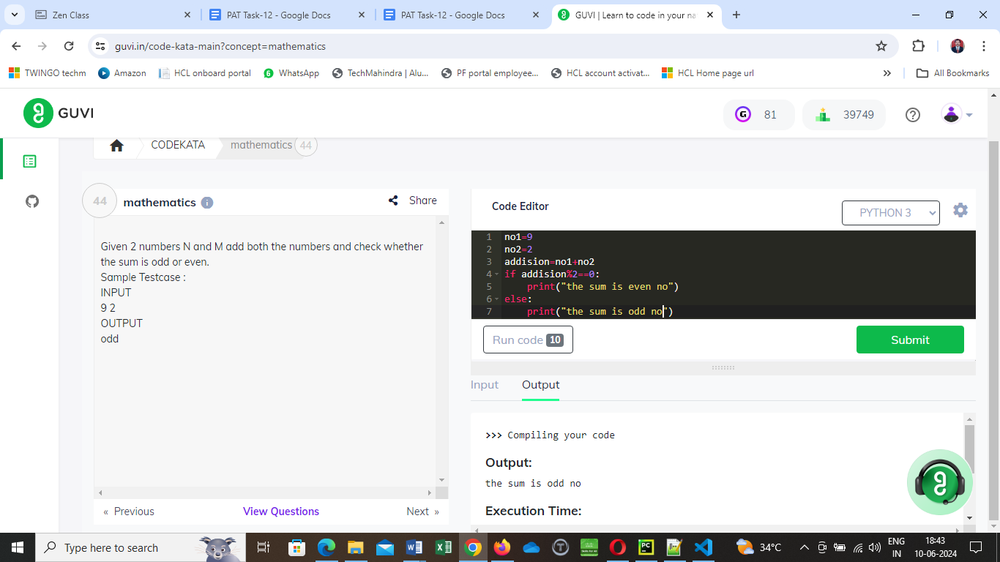 Zen Class
PAT Task-12 - Google Docs
PAT Task-12 - Google Docs
GUVI | Learn to code in your na
guvi.in/code-kata-main?concept=mathematics
TWINGO techm
Amazon
HCL onboard portal
WhatsApp
TechMahindra | Alu...
PF portal employee...
HCL account activat...
HCL Home page url
»
All Bookmarks
GUVI
81
39749
CODEKATA
mathematics
44
44
mathematics
Share
Given 2 numbers N and M add both the numbers and check whether
the sum is odd or even.
Sample Testcase :
INPUT
9 2
OUTPUT
odd
« Previous
View Questions
Next »
Code Editor
PYTHON 3
1 no1=9
2 no2=2
3 addision=no1+no2
4 if addision%2==0:
5 print("the sum is even no")
6 else:
7 print("the sum is odd no")
Run code 10
Submit
Input
Output
>>> Compiling your code
Output:
the sum is odd no
Execution Time:
Type here to search
34°C
ENG
IN
18:43
10-06-2024